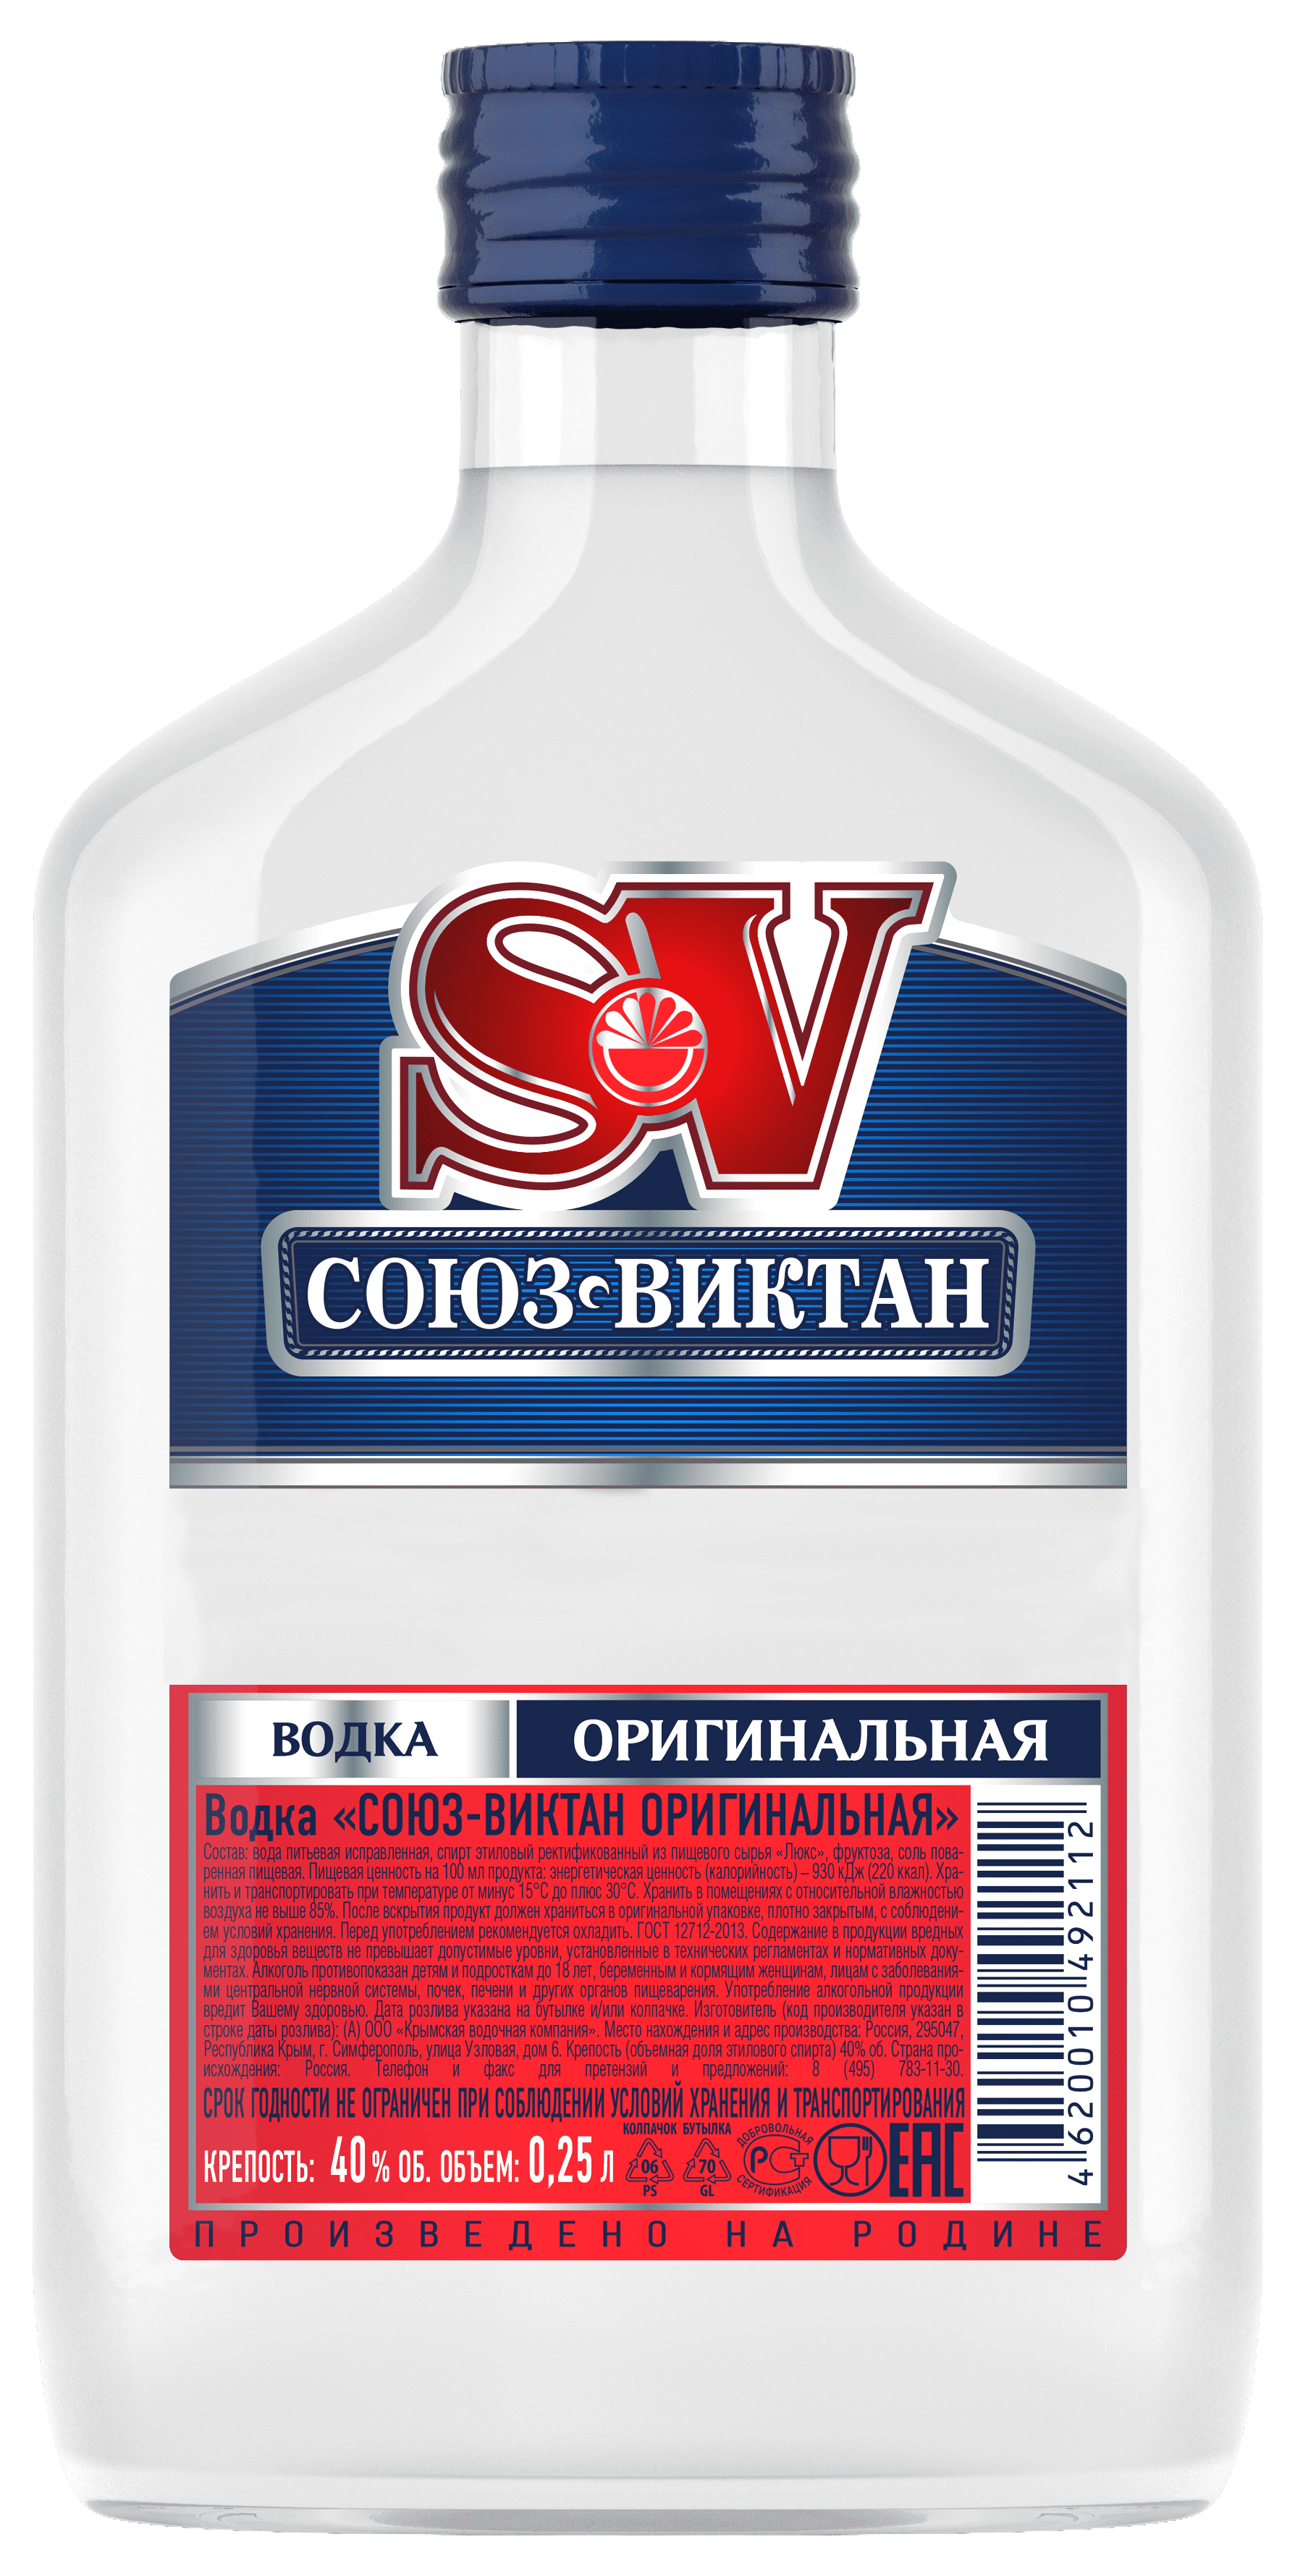 SV
СОЮЗ-ВИКТАН
ВОДКА
ОРИГИНАЛЬНАЯ
Водка «СОЮЗ-ВИКТАН ОРИГИНАЛЬНАЯ»
Состав: вода питьевая исправленная, спирт этиловый ректификованный из пищевого сырья «Люкс», фруктоза, соль пова-
ренная пищевая. Пищевая ценность на 100 мл продукта: энергетическая ценность (калорийность) – 930 кДж (220 ккал). Хра-
нить и транспортировать при температуре от минус 15°С до плюс 30°С. Хранить в помещениях с относительной влажностью
воздуха не выше 85%. После вскрытия продукт должен храниться в оригинальной упаковке, плотно закрытым, с соблюдени-
ем условий хранения. Перед употреблением рекомендуется охладить. ГОСТ 12712-2013. Содержание в продукции вредных
для здоровья веществ не превышает допустимые уровни, установленные в технических регламентах и нормативных доку-
ментах. Алкоголь противопоказан детям и подросткам до 18 лет, беременным и кормящим женщинам, лицам с заболевания-
ми центральной нервной системы, почек, печени и других органов пищеварения. Употребление алкогольной продукции
вредит Вашему здоровью. Дата розлива указана на бутылке и/или колпачке. Изготовитель (код производителя указан в
строке даты розлива): (А) ООО «Крымская водочная компания». Место нахождения и адрес производства: Россия, 295047,
Республика Крым, г. Симферополь, улица Узловая, дом 6. Крепость (объемная доля этилового спирта) 40% об. Страна про-
исхождения: Россия. Телефон и факс для претензий и предложений: 8 (495) 783-11-30.
СРОК ГОДНОСТИ НЕ ОГРАНИЧЕН ПРИ СОБЛЮДЕНИИ УСЛОВИЙ ХРАНЕНИЯ И ТРАНСПОРТИРОВАНИЯ
КРЕПОСТЬ: 40% ОБ. ОБЪЕМ: 0,25 Л
КОЛПАЧОК
06
PS
БУТЫЛКА
70
GL
ДОБРОВОЛЬНАЯ
РСТ
СЕРТИФИКАЦИЯ
ЕАС
4620010492112
ПРОИЗВЕДЕНО НА РОДИНЕ